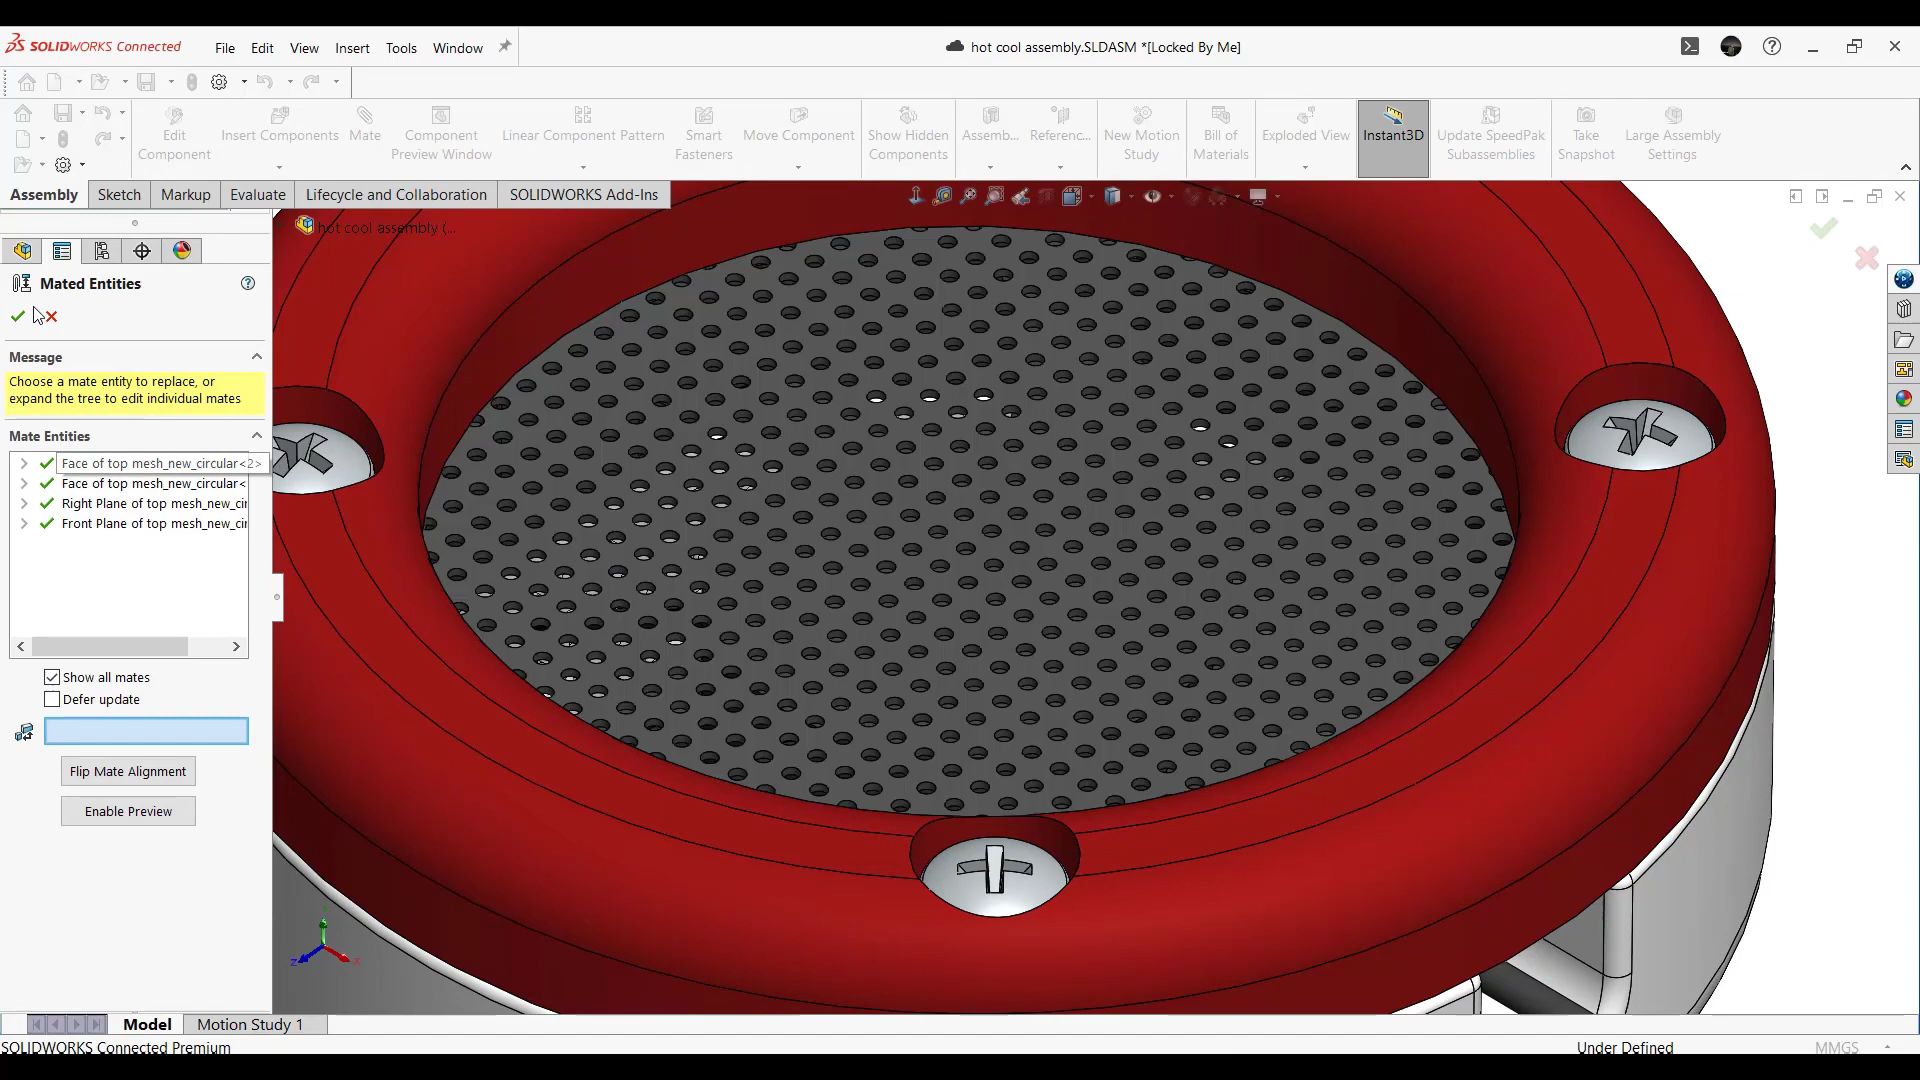 SOLIDWORKS Connected
File Edit View Insert Tools Window
hot cool assembly.SLDASM *[Locked By Me]
Edit Component
Insert Components
Mate
Component Preview Window
Linear Component Pattern
Smart Fasteners
Move Component
Show Hidden Components
Assemb...
Referenc...
New Motion Study
Bill of Materials
Exploded View
Instant3D
Update SpeedPak Subassemblies
Take Snapshot
Large Assembly Settings
Assembly Sketch Markup Evaluate Lifecycle and Collaboration SOLIDWORKS Add-Ins
hot cool assembly (...
Mated Entities
Message
Choose a mate entity to replace, or
expand the tree to edit individual mates
Mate Entities
Face of top mesh_new_circular<2>
Face of top mesh_new_circular<
Right Plane of top mesh_new_cir
Front Plane of top mesh_new_cir
Show all mates
Defer update
Flip Mate Alignment
Enable Preview
Z X
Model Motion Study 1
SOLIDWORKS Connected Premium
Under Defined
MMGS